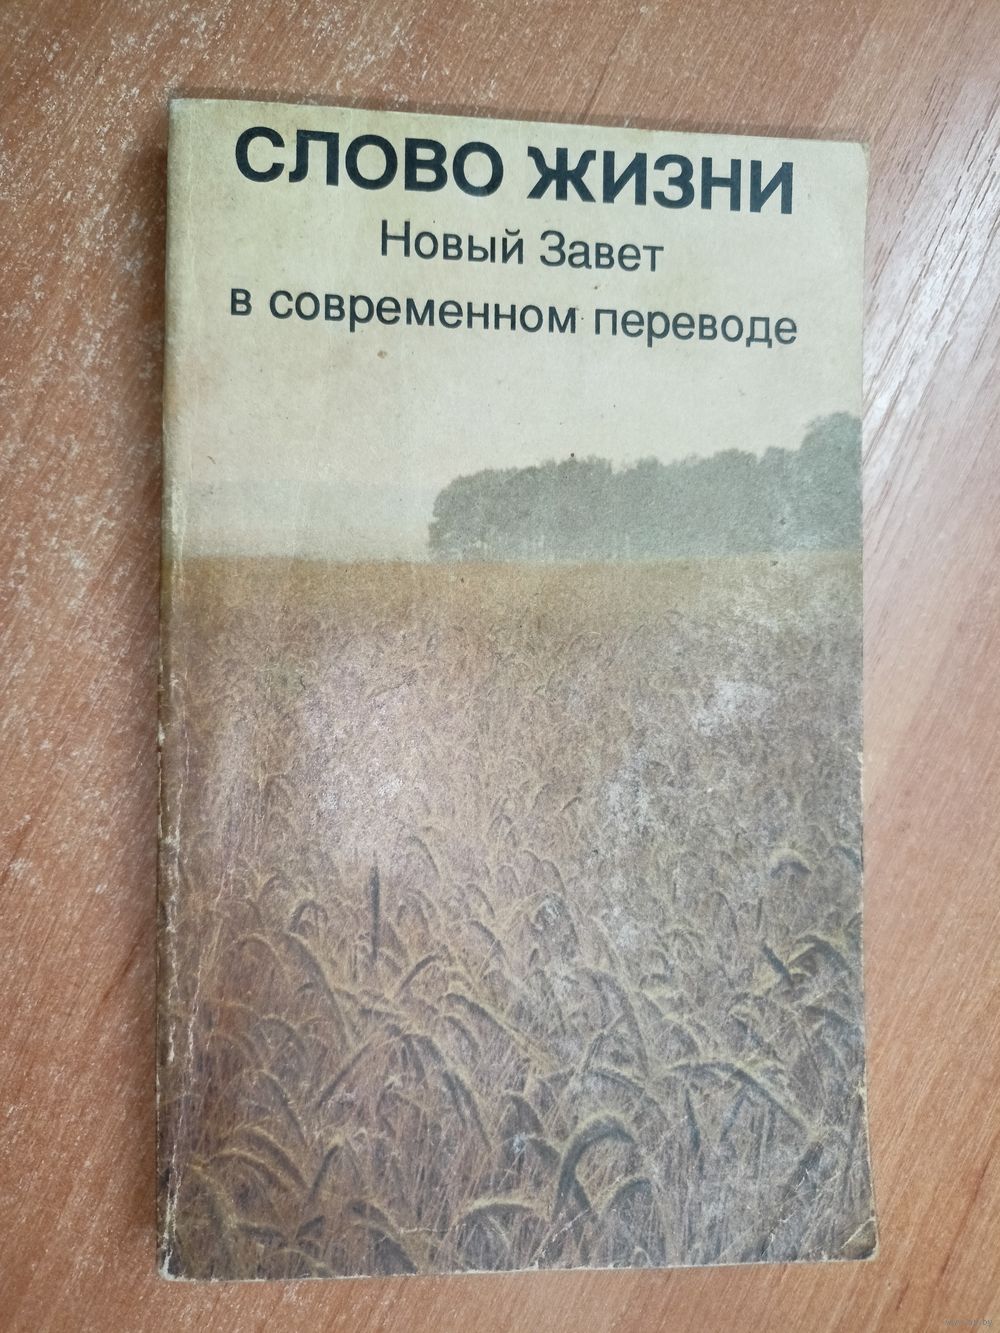 СЛОВО ЖИЗНИ
Новый Завет
в современном переводе